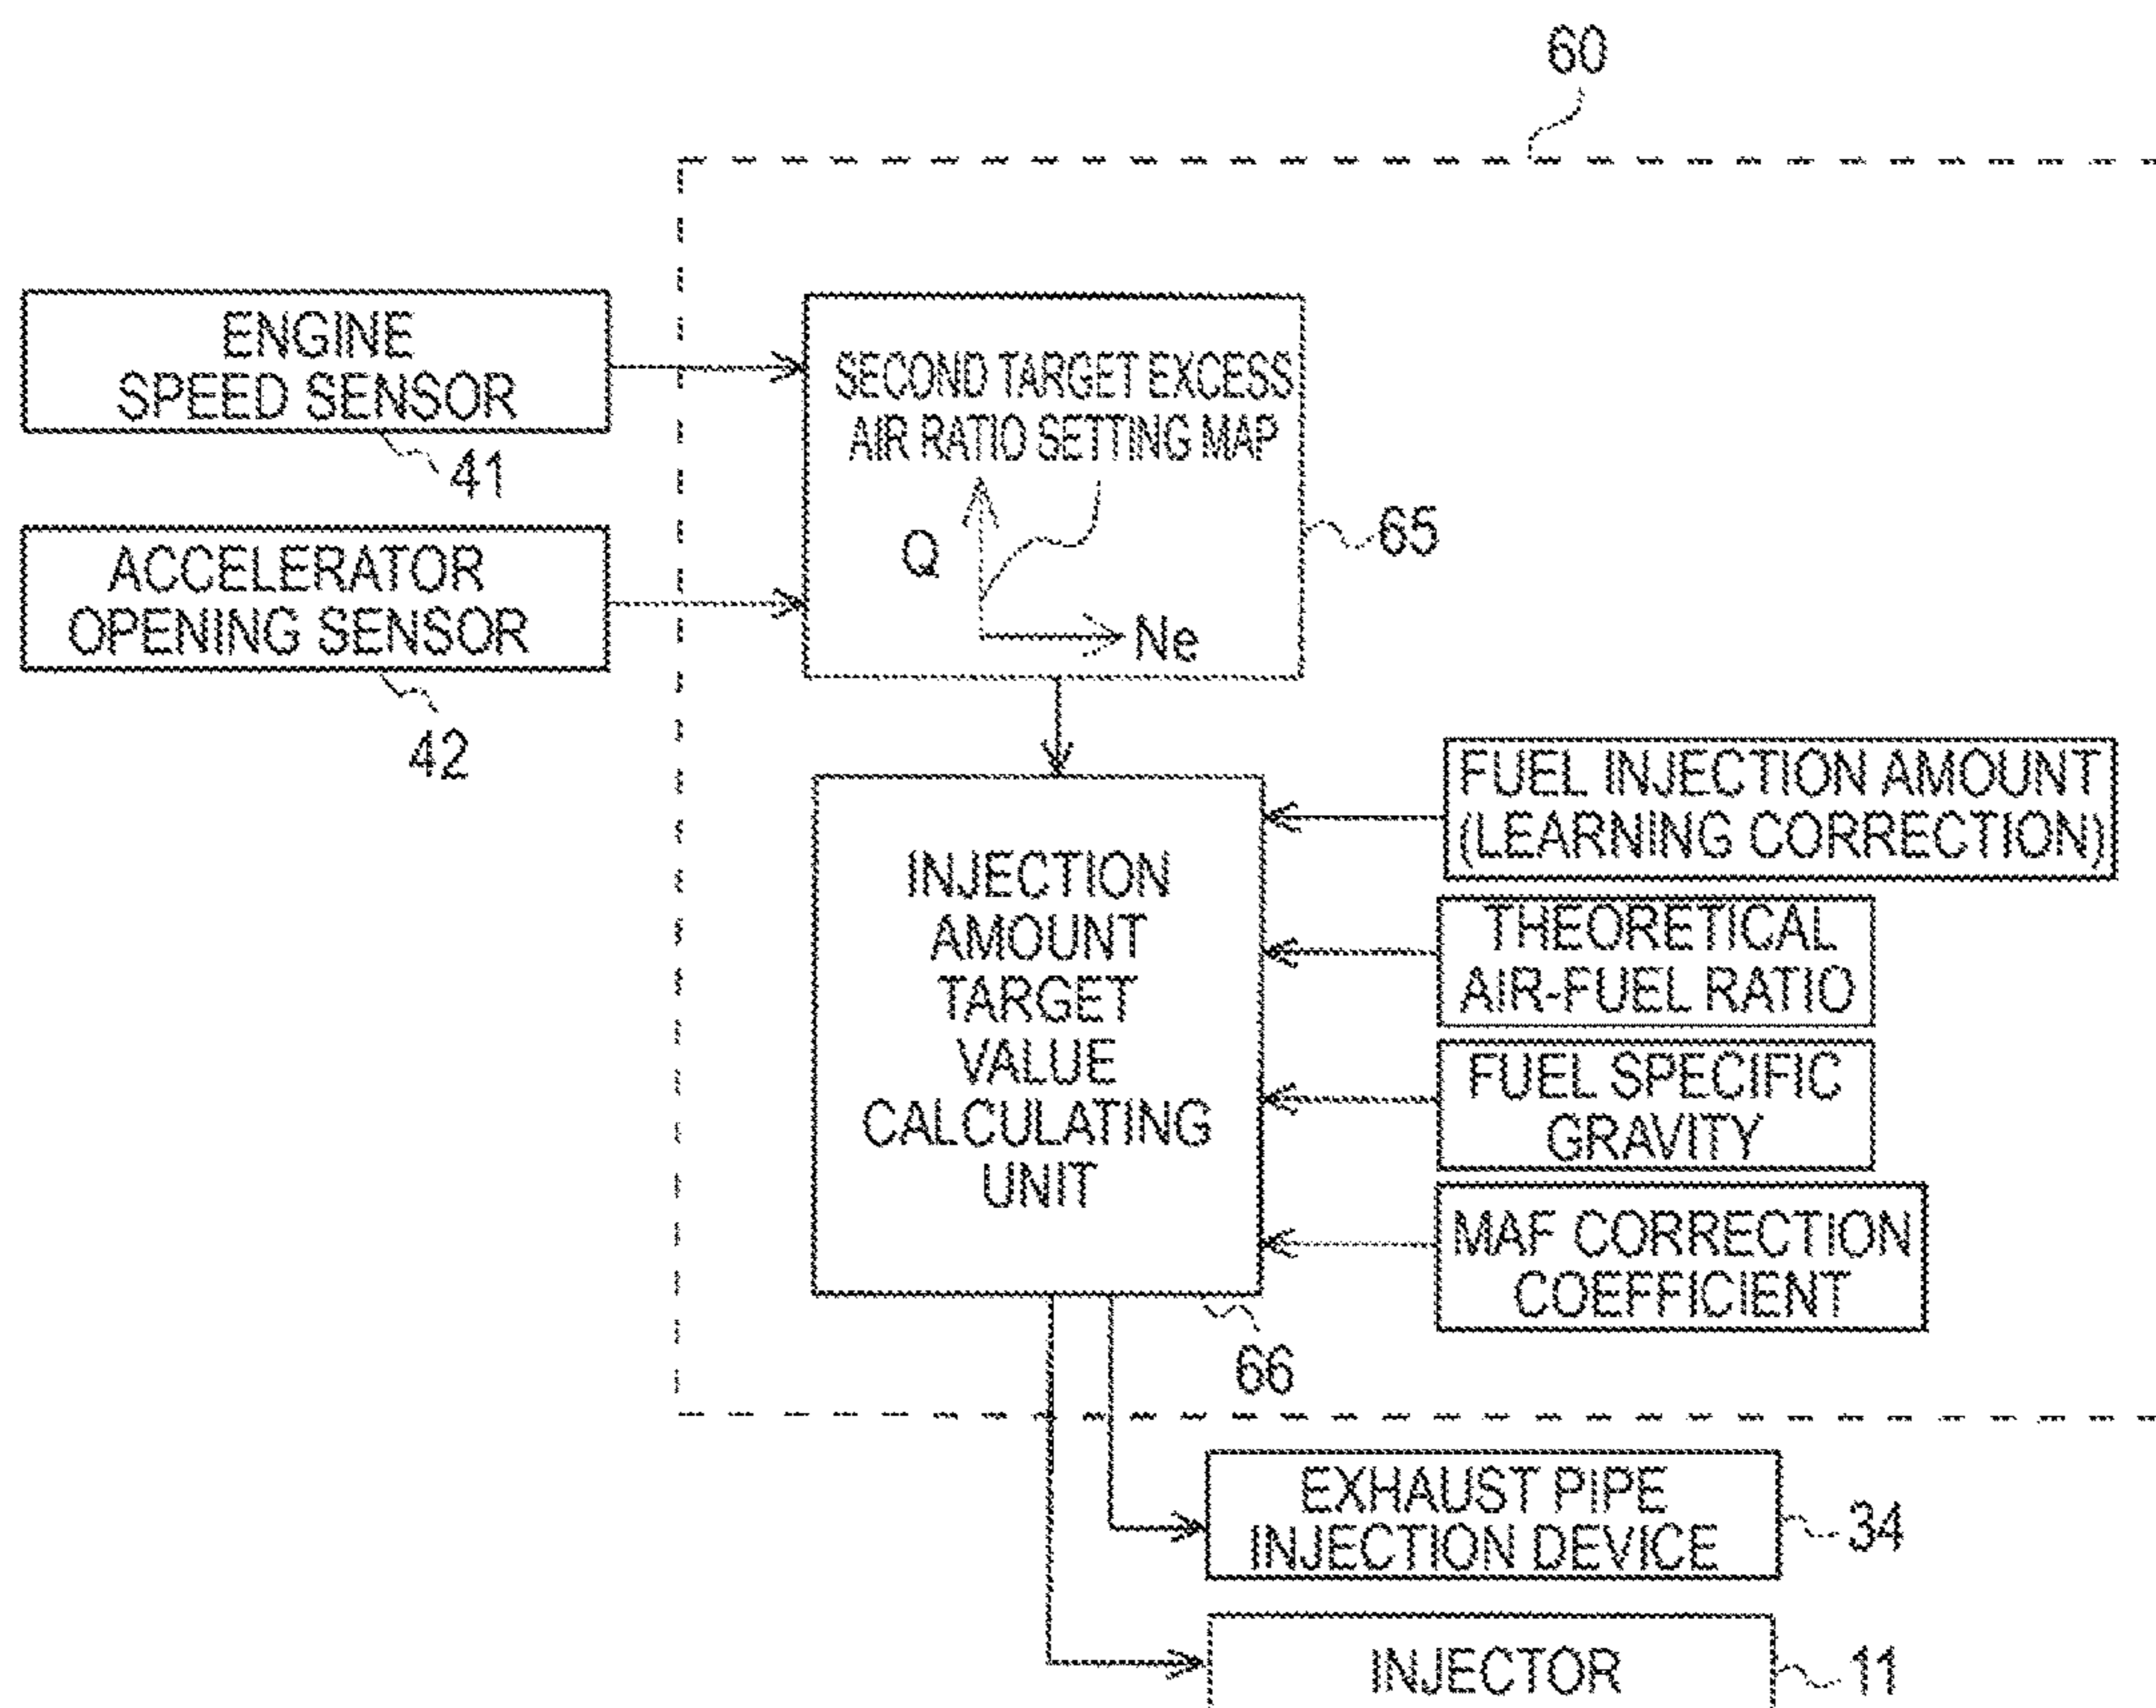 60
ENGINE
SPEED SENSOR
41
ACCELERATOR
OPENING SENSOR
42
SECOND TARGET EXCESS
AIR RATIO SETTING MAP
Q
Ne
65
INJECTION
AMOUNT
TARGET
VALUE
CALCULATING
UNIT
66
FUEL INJECTION AMOUNT
(LEARNING CORRECTION)
THEORETICAL
AIR-FUEL RATIO
FUEL SPECIFIC
GRAVITY
MAF CORRECTION
COEFFICIENT
EXHAUST PIPE
INJECTION DEVICE
34
INJECTOR
11